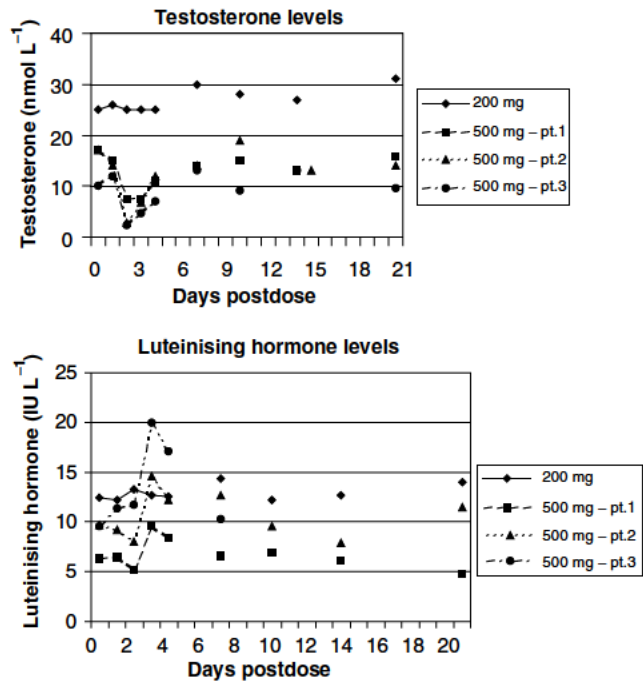 Testosterone levels
Testosterone (nmol L⁻¹)
40
30
20
10
0
0 3 6 9 12 15 18 21
Days postdose
200 mg
500 mg – pt.1
500 mg – pt.2
500 mg – pt.3
Luteinising hormone levels
Luteinising hormone (IU L⁻¹)
25
20
15
10
5
0
0 2 4 6 8 10 12 14 16 18 20
Days postdose
200 mg
500 mg – pt.1
500 mg – pt.2
500 mg – pt.3